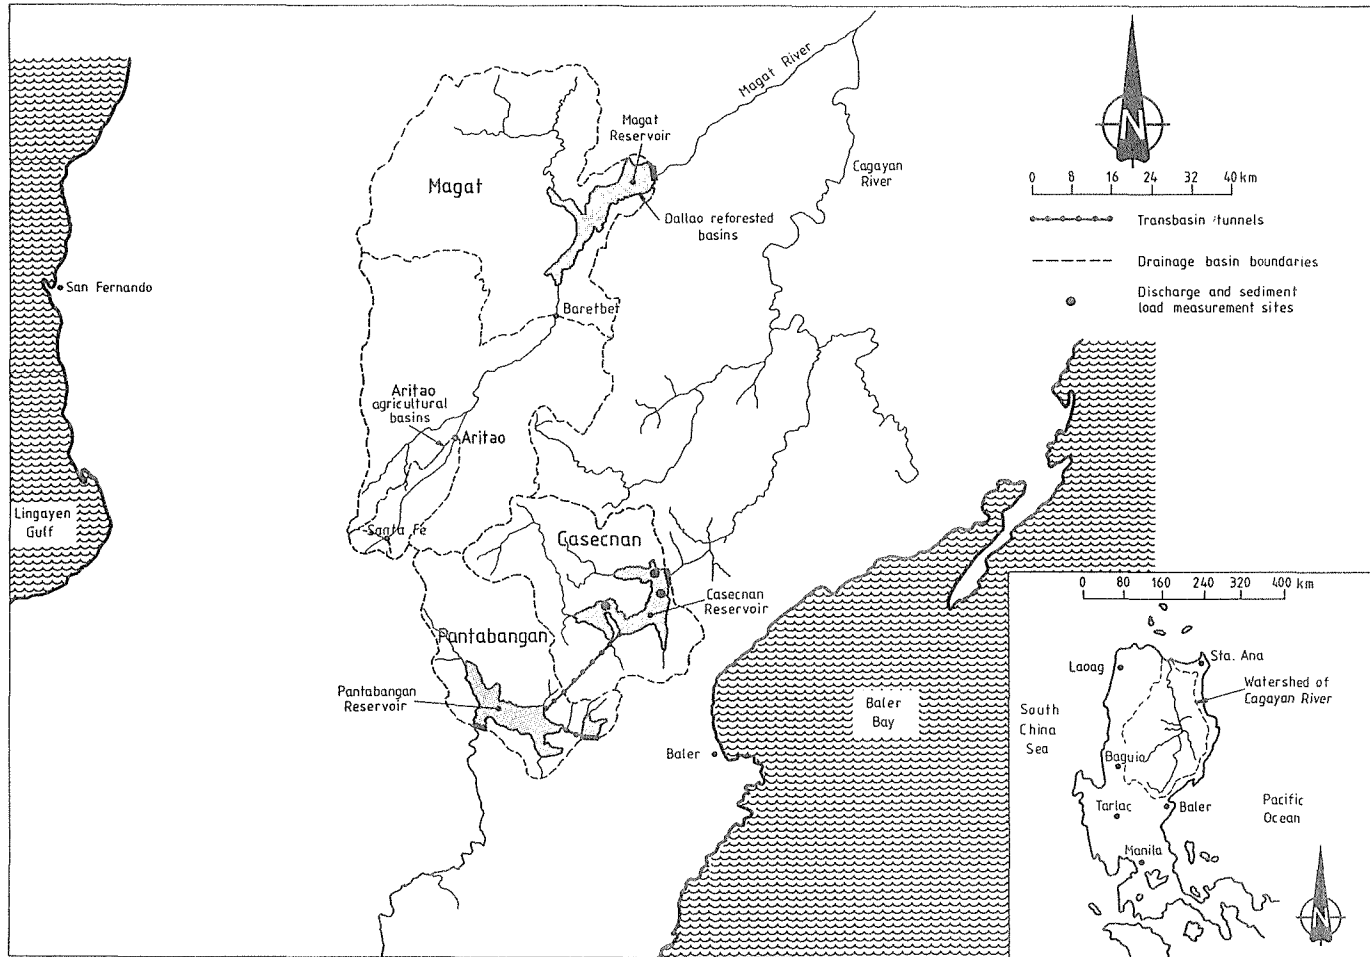 Magat River
Magat
Reservoir
Magat
Cagayan
River
Dallao reforested
basins
San Fernando
Baretbet
Aritao
agricultural
basins
Aritao
Lingayen
Gulf
Santa Fe
Casecnan
Casecnan
Reservoir
Pantabangan
Pantabangan
Reservoir
Baler
Baler
Bay
N
0 8 16 24 32 40 km
Transbasin tunnels
Drainage basin boundaries
Discharge and sediment
load measurement sites
0 80 160 240 320 400 km
Laoag
Sta. Ana
Watershed of
Cagayan River
South
China
Sea
Baguio
Tarlac
Baler
Pacific
Ocean
Manila
N